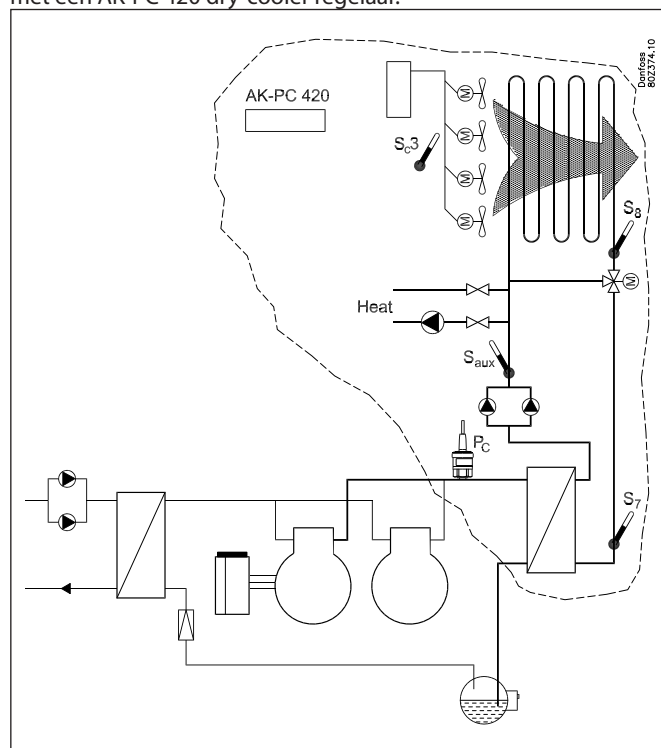 met een AK-PC 420 dry-cooler regelaar.
Danfoss
80Z374.10
AK-PC 420
M
Sc3
M
M
M
S8
M
Heat
Saux
Pc
S7